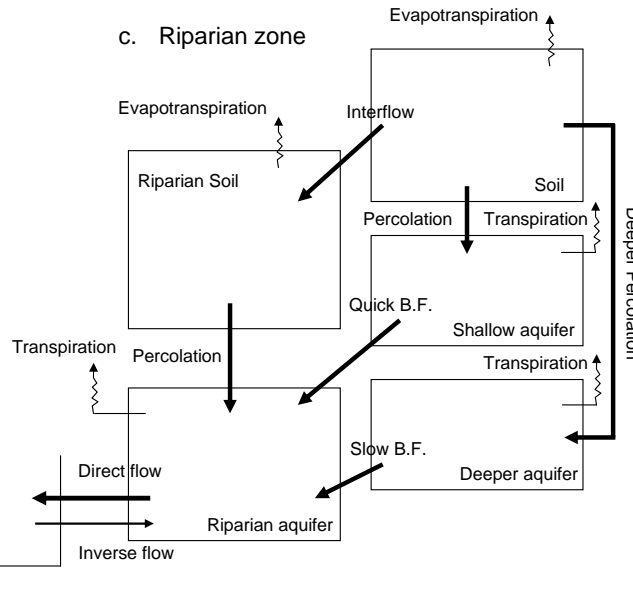 Evapotranspiration
c. Riparian zone
Evapotranspiration
Interflow
Riparian Soil
Soil
Percolation
Transpiration
Deeper Percolation
Quick B.F.
Shallow aquifer
Transpiration
Percolation
Transpiration
Slow B.F.
Direct flow
Deeper aquifer
Riparian aquifer
Inverse flow